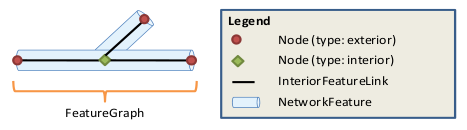 Legend
Node (type: exterior)
Node (type: interior)
InteriorFeatureLink
NetworkFeature
FeatureGraph